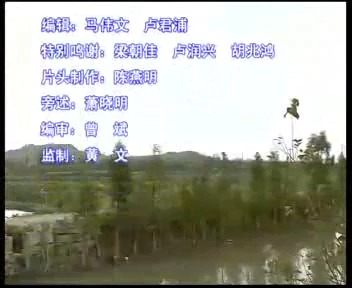 编辑：马伟文　卢君浦
特别鸣谢：梁朝佳　卢润兴　胡兆鸿
片头制作：陈燕明
旁述：萧晓明
编审：曾　斌
监制：黄　文